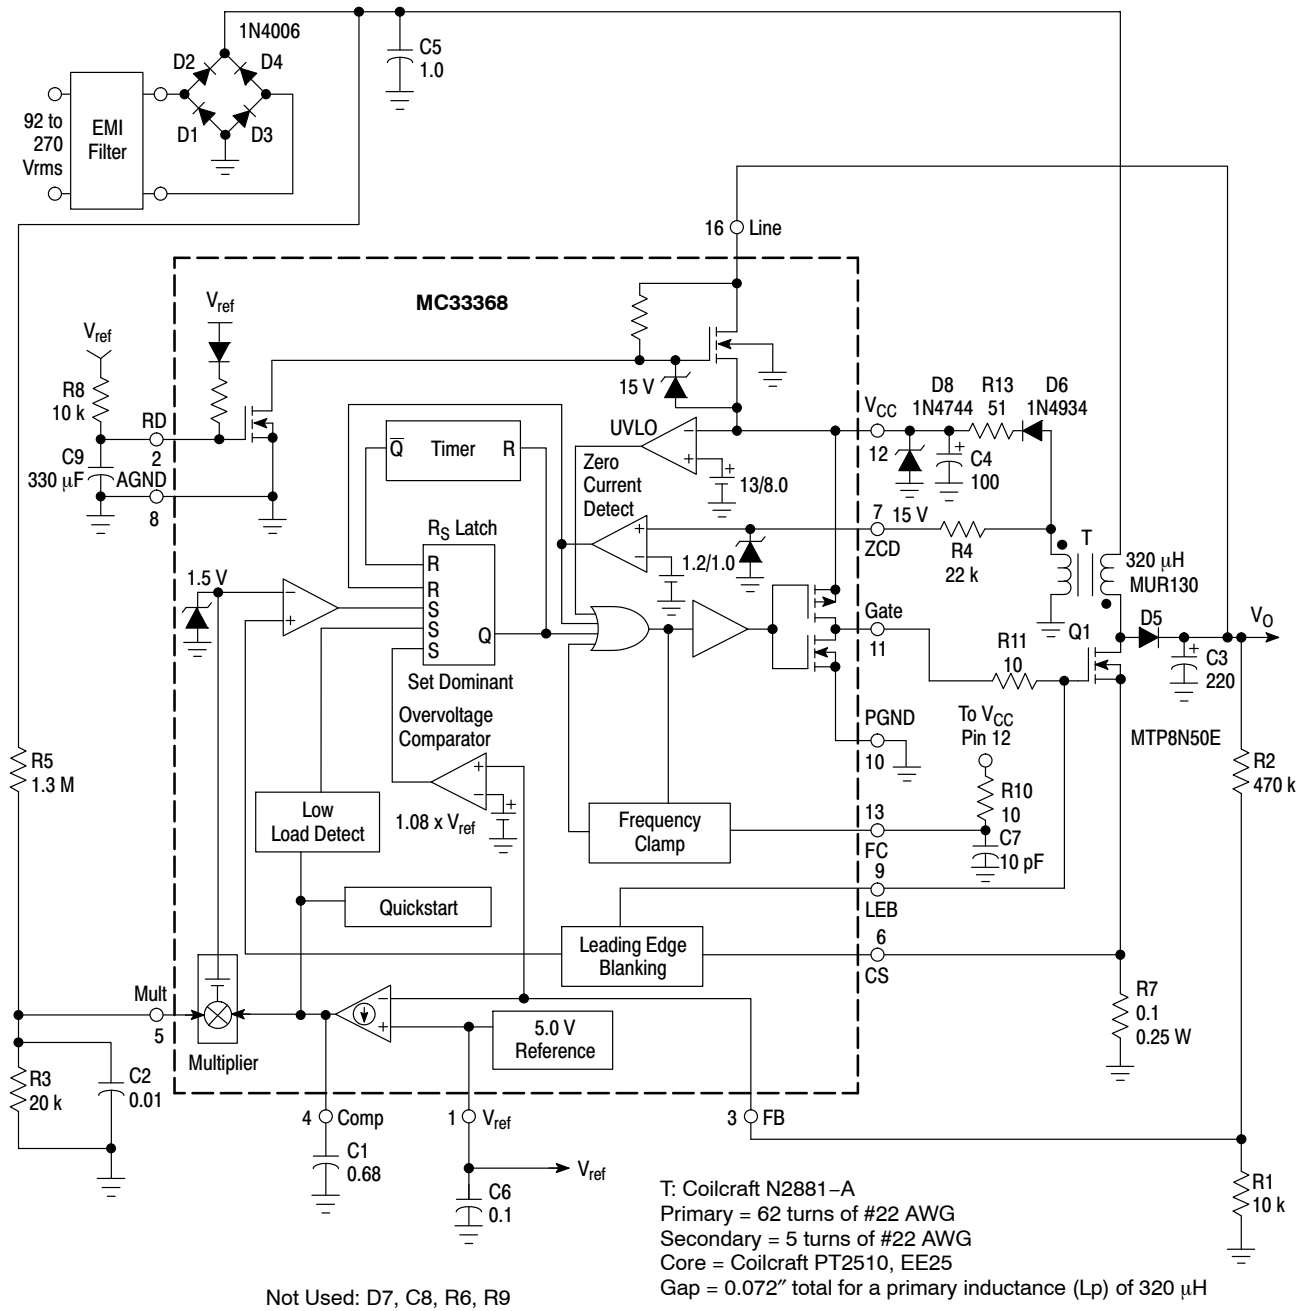 1N4006
D2
D4
C5
1.0
92 to
270
Vrms
EMI
Filter
D1
D3
16
Line
MC33368
Vref
Vref
R8
10 k
RD
2
C9
330 μF
AGND
8
15 V
UVLO
VCC
12
D8
1N4744
R13
51
D6
1N4934
C4
100
13/8.0
Q̅
Timer
R
Zero
Current
Detect
RS Latch
7
15 V
ZCD
R4
22 k
T
320 μH
MUR130
1.2/1.0
1.5 V
−
+
R
R
S
S
S
Q
Set Dominant
Gate
11
R11
10
Q1
D5
VO
C3
220
MTP8N50E
Overvoltage
Comparator
PGND
10
To VCC
Pin 12
R10
10
R5
1.3 M
R2
470 k
Low
Load Detect
1.08 x Vref
Frequency
Clamp
13
FC
C7
10 pF
9
LEB
Quickstart
Leading Edge
Blanking
6
CS
R7
0.1
0.25 W
Mult
5
Multiplier
5.0 V
Reference
R3
20 k
C2
0.01
4
Comp
1
Vref
3
FB
C1
0.68
Vref
C6
0.1
R1
10 k
T: Coilcraft N2881−A
Primary = 62 turns of #22 AWG
Secondary = 5 turns of #22 AWG
Core = Coilcraft PT2510, EE25
Gap = 0.072″ total for a primary inductance (Lp) of 320 μH
Not Used: D7, C8, R6, R9